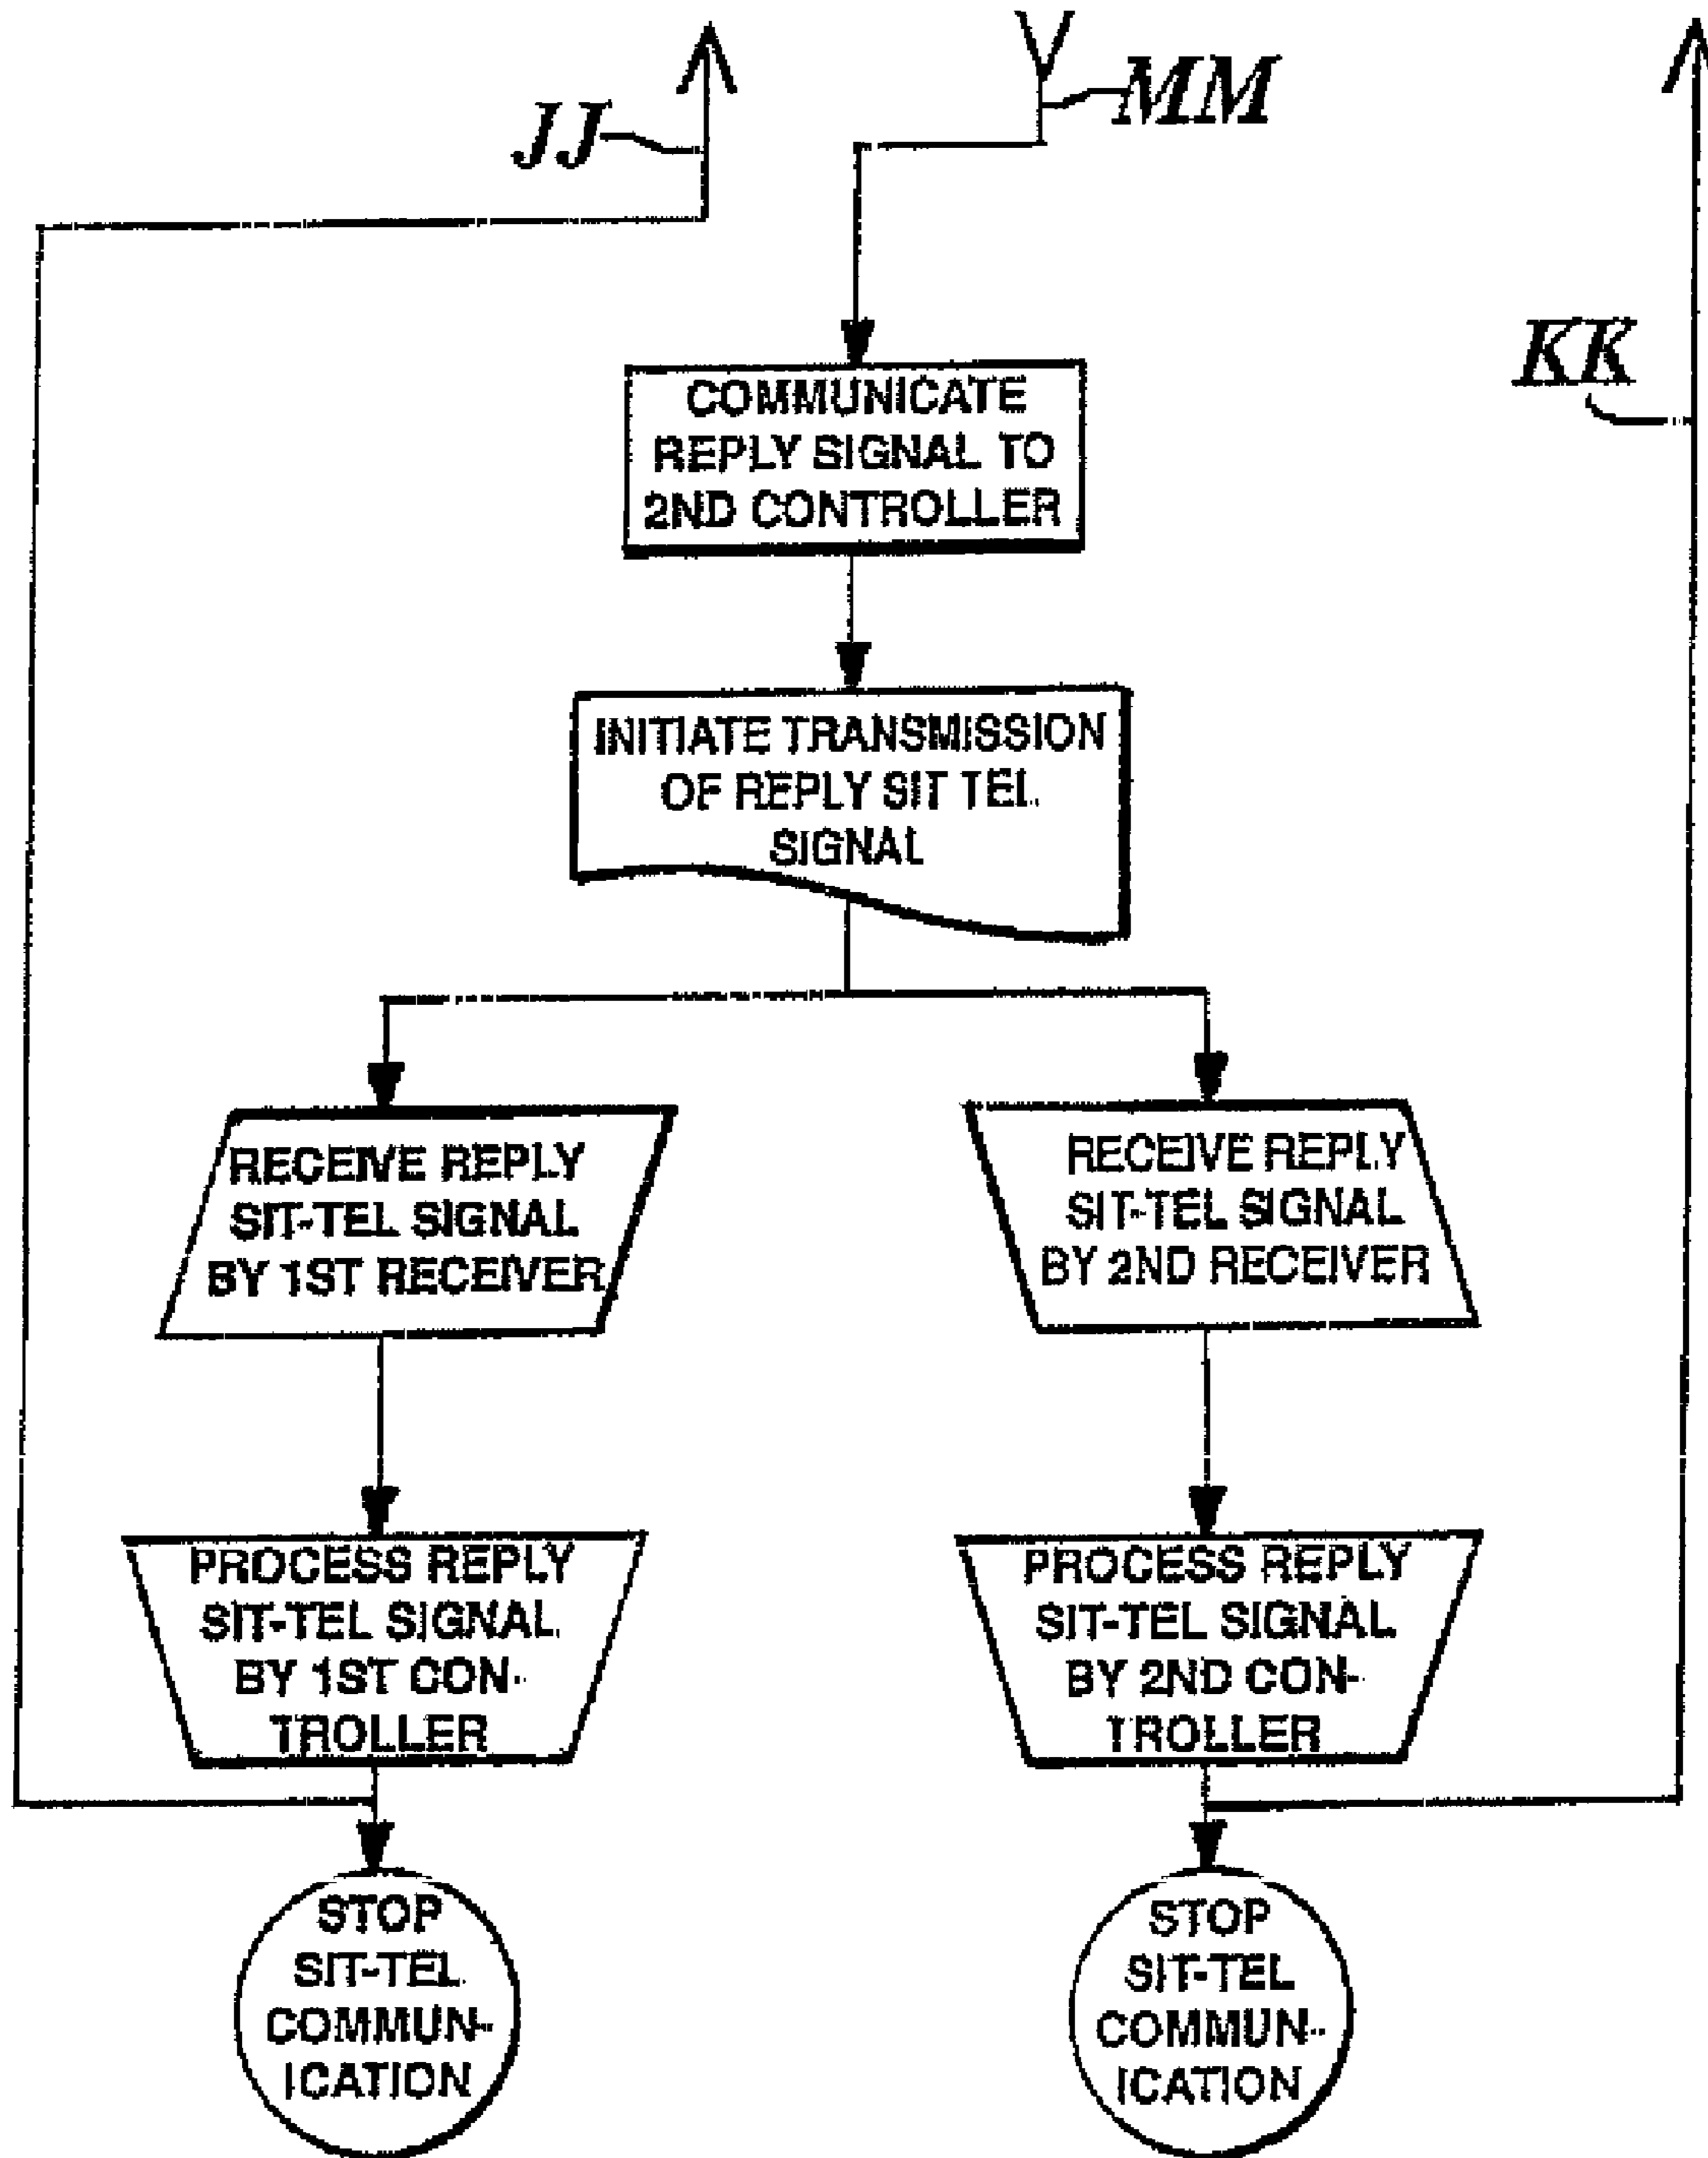 JJ
MM
KK
COMMUNICATE
REPLY SIGNAL TO
2ND CONTROLLER
INITIATE TRANSMISSION
OF REPLY SIT TEL
SIGNAL
RECEIVE REPLY
SIT-TEL SIGNAL
BY 1ST RECEIVER
RECEIVE REPLY
SIT-TEL SIGNAL
BY 2ND RECEIVER
PROCESS REPLY
SIT-TEL SIGNAL
BY 1ST CON-
TROLLER
PROCESS REPLY
SIT-TEL SIGNAL
BY 2ND CON-
TROLLER
STOP
SIT-TEL
COMMUN-
ICATION
STOP
SIT-TEL
COMMUN-
ICATION